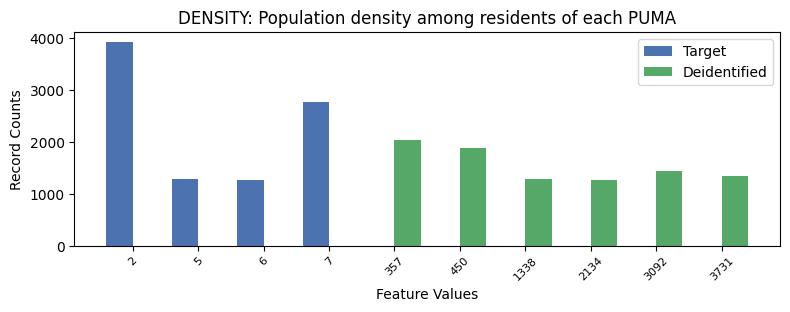 DENSITY: Population density among residents of each PUMA
Target
Deidentified
Record Counts
4000
3000
2000
1000
0
2 5 6 7 357 450 1338 2134 3092 3731
Feature Values